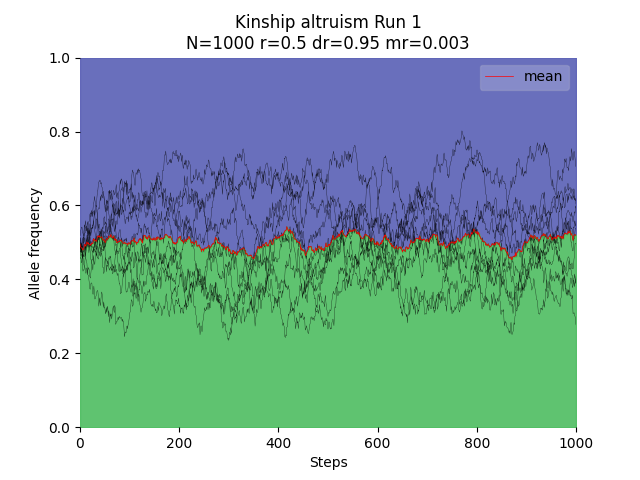 Kinship altruism Run 1
N=1000 r=0.5 dr=0.95 mr=0.003
mean
1.0
0.8
0.6
0.4
0.2
0.0
Allele frequency
0 200 400 600 800 1000
Steps